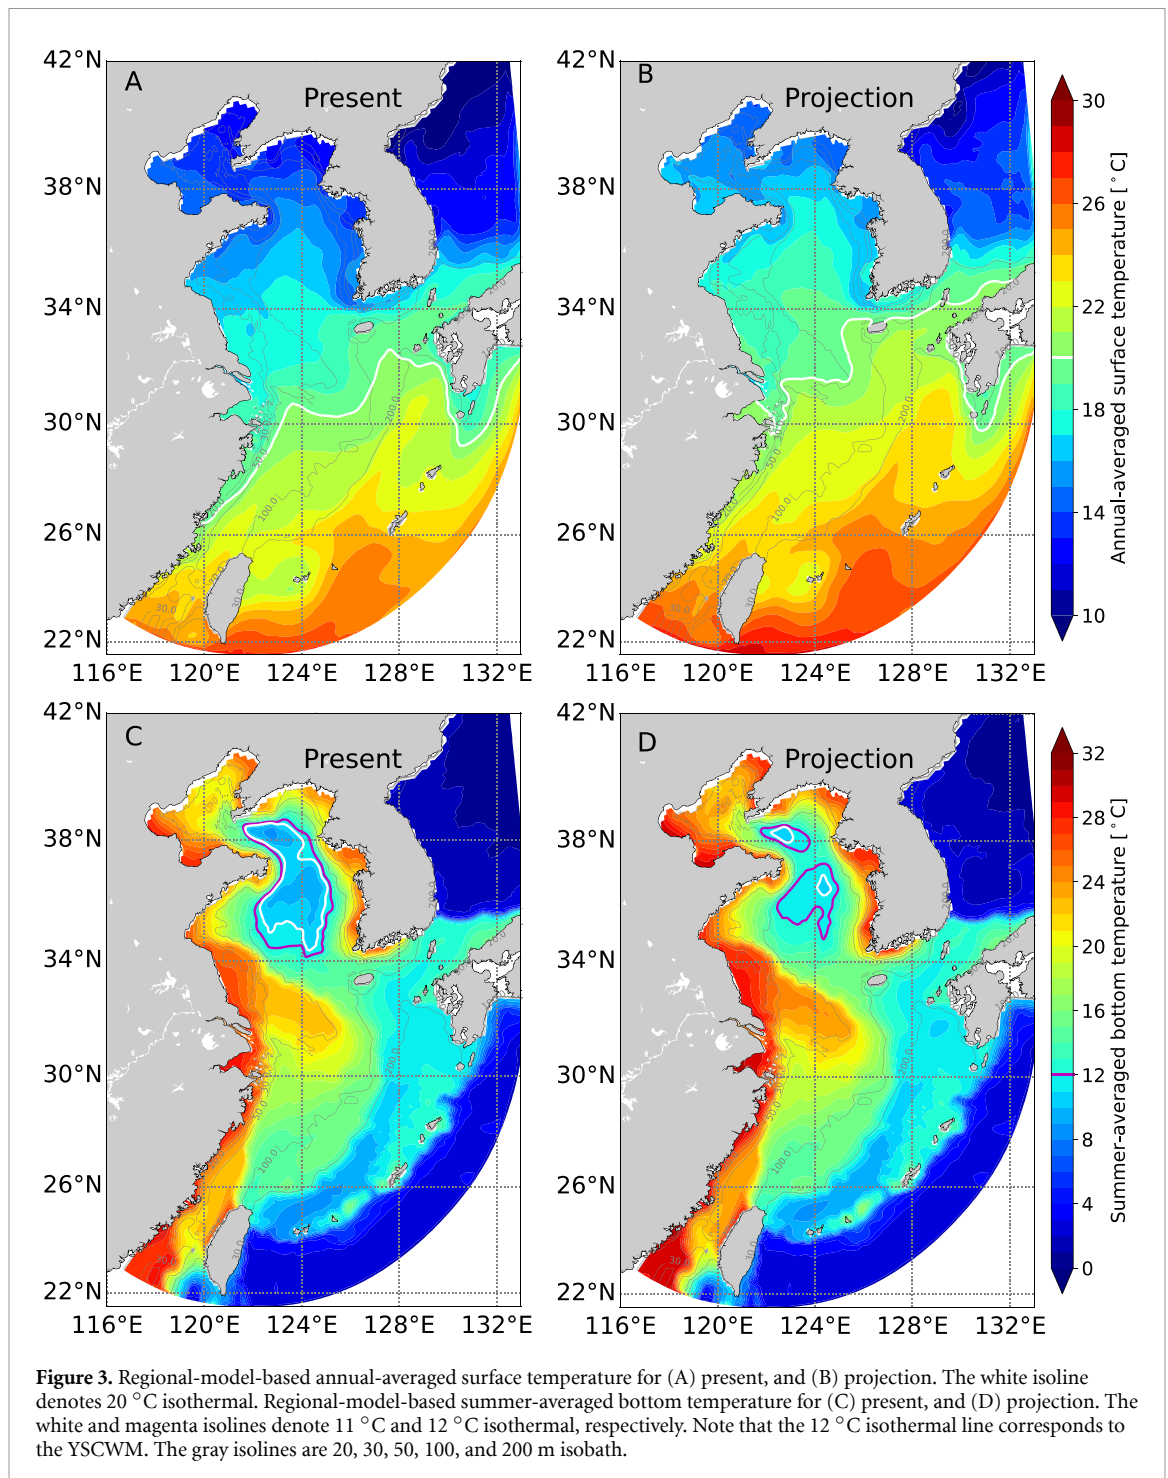 42°N
38°N
34°N
30°N
26°N
22°N
A
Present
116°E 120°E 124°E 128°E 132°E
42°N
38°N
34°N
30°N
26°N
22°N
B
Projection
116°E 120°E 124°E 128°E 132°E
30
26
22
18
14
10
Annual-averaged surface temperature [°C]
42°N
38°N
34°N
30°N
26°N
22°N
C
Present
116°E 120°E 124°E 128°E 132°E
42°N
38°N
34°N
30°N
26°N
22°N
D
Projection
116°E 120°E 124°E 128°E 132°E
32
28
24
20
16
12
8
4
0
Summer-averaged bottom temperature [°C]
Figure 3. Regional-model-based annual-averaged surface temperature for (A) present, and (B) projection. The white isoline
denotes 20 °C isothermal. Regional-model-based summer-averaged bottom temperature for (C) present, and (D) projection. The
white and magenta isolines denote 11 °C and 12 °C isothermal, respectively. Note that the 12 °C isothermal line corresponds to
the YSCWM. The gray isolines are 20, 30, 50, 100, and 200 m isobath.